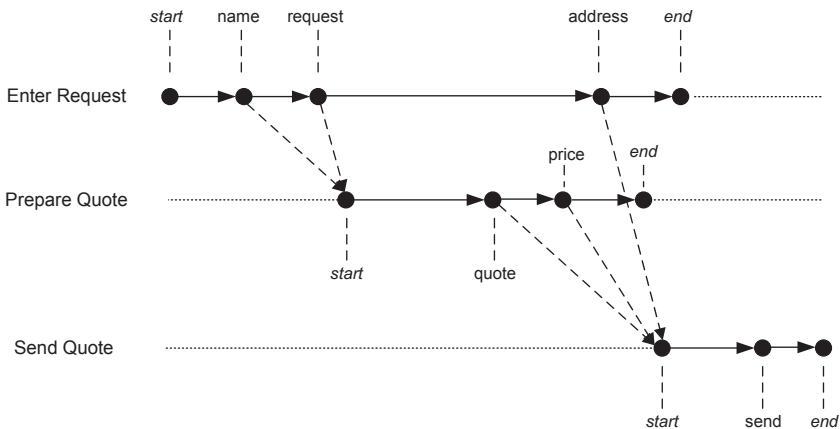 start name request address end
Enter Request
price end
Prepare Quote
start quote
Send Quote
start send end